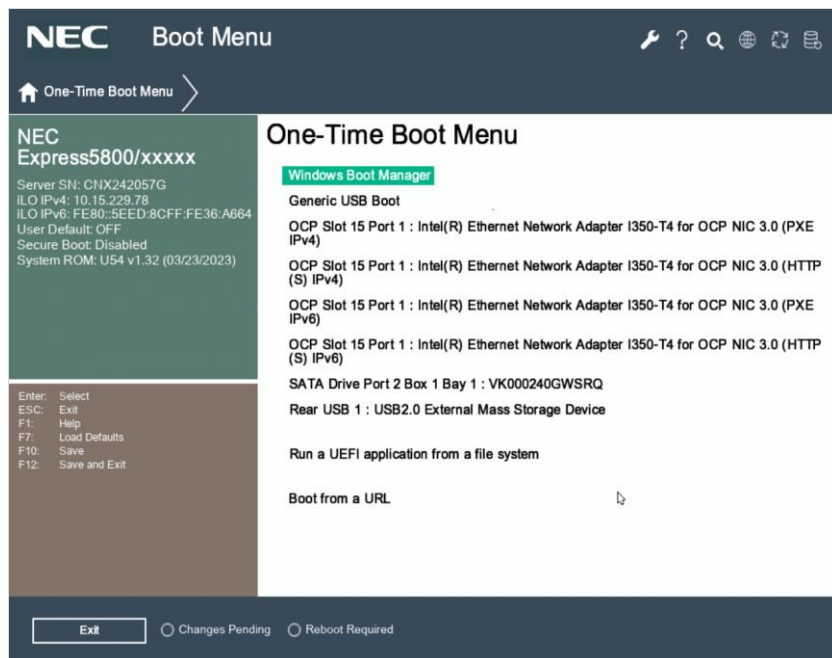 NEC Boot Menu
?
One-Time Boot Menu
NEC
Express5800/xxxxx
Server SN: CNX242057G
iLO IPv4: 10.15.229.78
iLO IPv6: FE80::5EED:8CFF:FE36:A664
User Default: OFF
Secure Boot: Disabled
System ROM: U54 v1.32 (03/23/2023)
Enter: Select
ESC: Exit
F1: Help
F7: Load Defaults
F10: Save
F12: Save and Exit
One-Time Boot Menu
Windows Boot Manager
Generic USB Boot
OCP Slot 15 Port 1 : Intel(R) Ethernet Network Adapter I350-T4 for OCP NIC 3.0 (PXE
IPv4)
OCP Slot 15 Port 1 : Intel(R) Ethernet Network Adapter I350-T4 for OCP NIC 3.0 (HTTP
(S) IPv4)
OCP Slot 15 Port 1 : Intel(R) Ethernet Network Adapter I350-T4 for OCP NIC 3.0 (PXE
IPv6)
OCP Slot 15 Port 1 : Intel(R) Ethernet Network Adapter I350-T4 for OCP NIC 3.0 (HTTP
(S) IPv6)
SATA Drive Port 2 Box 1 Bay 1 : VK000240GWSRQ
Rear USB 1 : USB2.0 External Mass Storage Device
Run a UEFI application from a file system
Boot from a URL
Exit
Changes Pending
Reboot Required